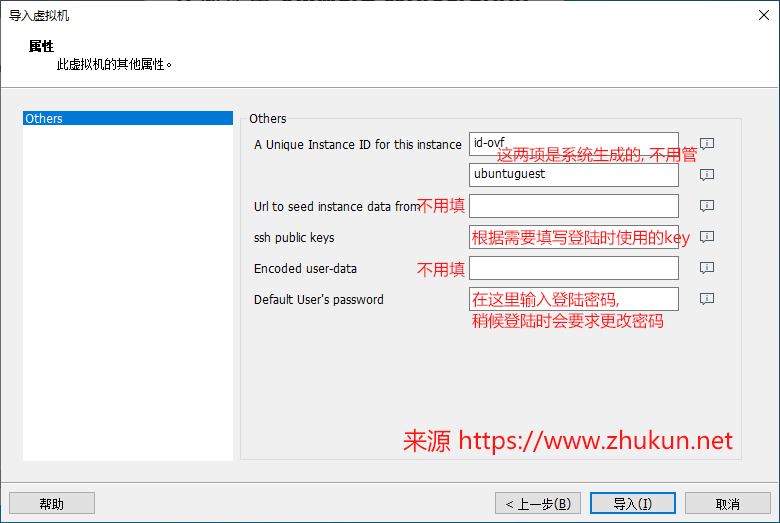 导入虚拟机
属性
此虚拟机的其他属性。
Others
Others
A Unique Instance ID for this instance
id-ovf
这两项是系统生成的, 不用管
ubuntuguest
Url to seed instance data from
不用填
ssh public keys
根据需要填写登陆时使用的key
Encoded user-data
不用填
Default User's password
在这里输入登陆密码,
稍候登陆时会要求更改密码
来源 https://www.zhukun.net
帮助
< 上一步(B)
导入(I)
取消